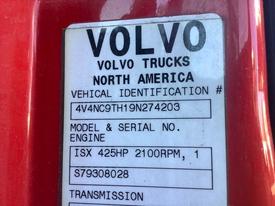 VOLVO
VOLVO TRUCKS
NORTH AMERICA
VEHICAL IDENTIFICATION #
4V4NC9TH19N274203
MODEL & SERIAL NO.
ENGINE
ISX 425HP 2100RPM, 1
S79308028
TRANSMISSION